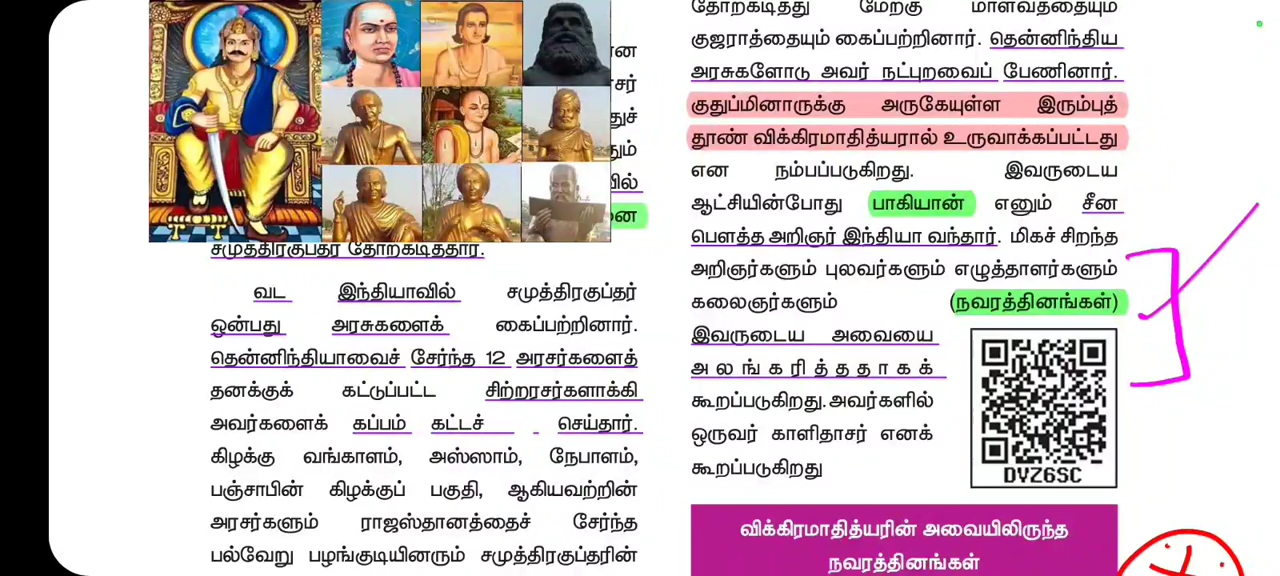 சமுத்திரகுப்தர் தோற்கடித்தார்.
வட இந்தியாவில் சமுத்திரகுப்தர்
ஒன்பது அரசுகளைக் கைப்பற்றினார்.
தென்னிந்தியாவைச் சேர்ந்த 12 அரசர்களைத்
தனக்குக் கட்டுப்பட்ட சிற்றரசர்களாக்கி
அவர்களைக் கப்பம் கட்டச் செய்தார்.
கிழக்கு வங்காளம், அஸ்ஸாம், நேபாளம்,
பஞ்சாபின் கிழக்குப் பகுதி, ஆகியவற்றின்
அரசர்களும் ராஜஸ்தானத்தைச் சேர்ந்த
பல்வேறு பழங்குடியினரும் சமுத்திரகுப்தரின்
தோற்கடித்து மேற்கு மாளவத்தையும்
குஜராத்தையும் கைப்பற்றினார். தென்னிந்திய
அரசுகளோடு அவர் நட்புறவைப் பேணினார்.
குதுப்மினாருக்கு அருகேயுள்ள இரும்புத்
தூண் விக்கிரமாதித்யரால் உருவாக்கப்பட்டது
என நம்பப்படுகிறது. இவருடைய
ஆட்சியின்போது பாகியான் எனும் சீன
பௌத்த அறிஞர் இந்தியா வந்தார். மிகச் சிறந்த
அறிஞர்களும் புலவர்களும் எழுத்தாளர்களும்
கலைஞர்களும் (நவரத்தினங்கள்)
இவருடைய அவையை
அலங்கரித்ததாகக்
கூறப்படுகிறது.அவர்களில்
ஒருவர் காளிதாசர் எனக்
கூறப்படுகிறது
DVZ6SC
விக்கிரமாதித்யரின் அவையிலிருந்த
நவரத்தினங்கள்